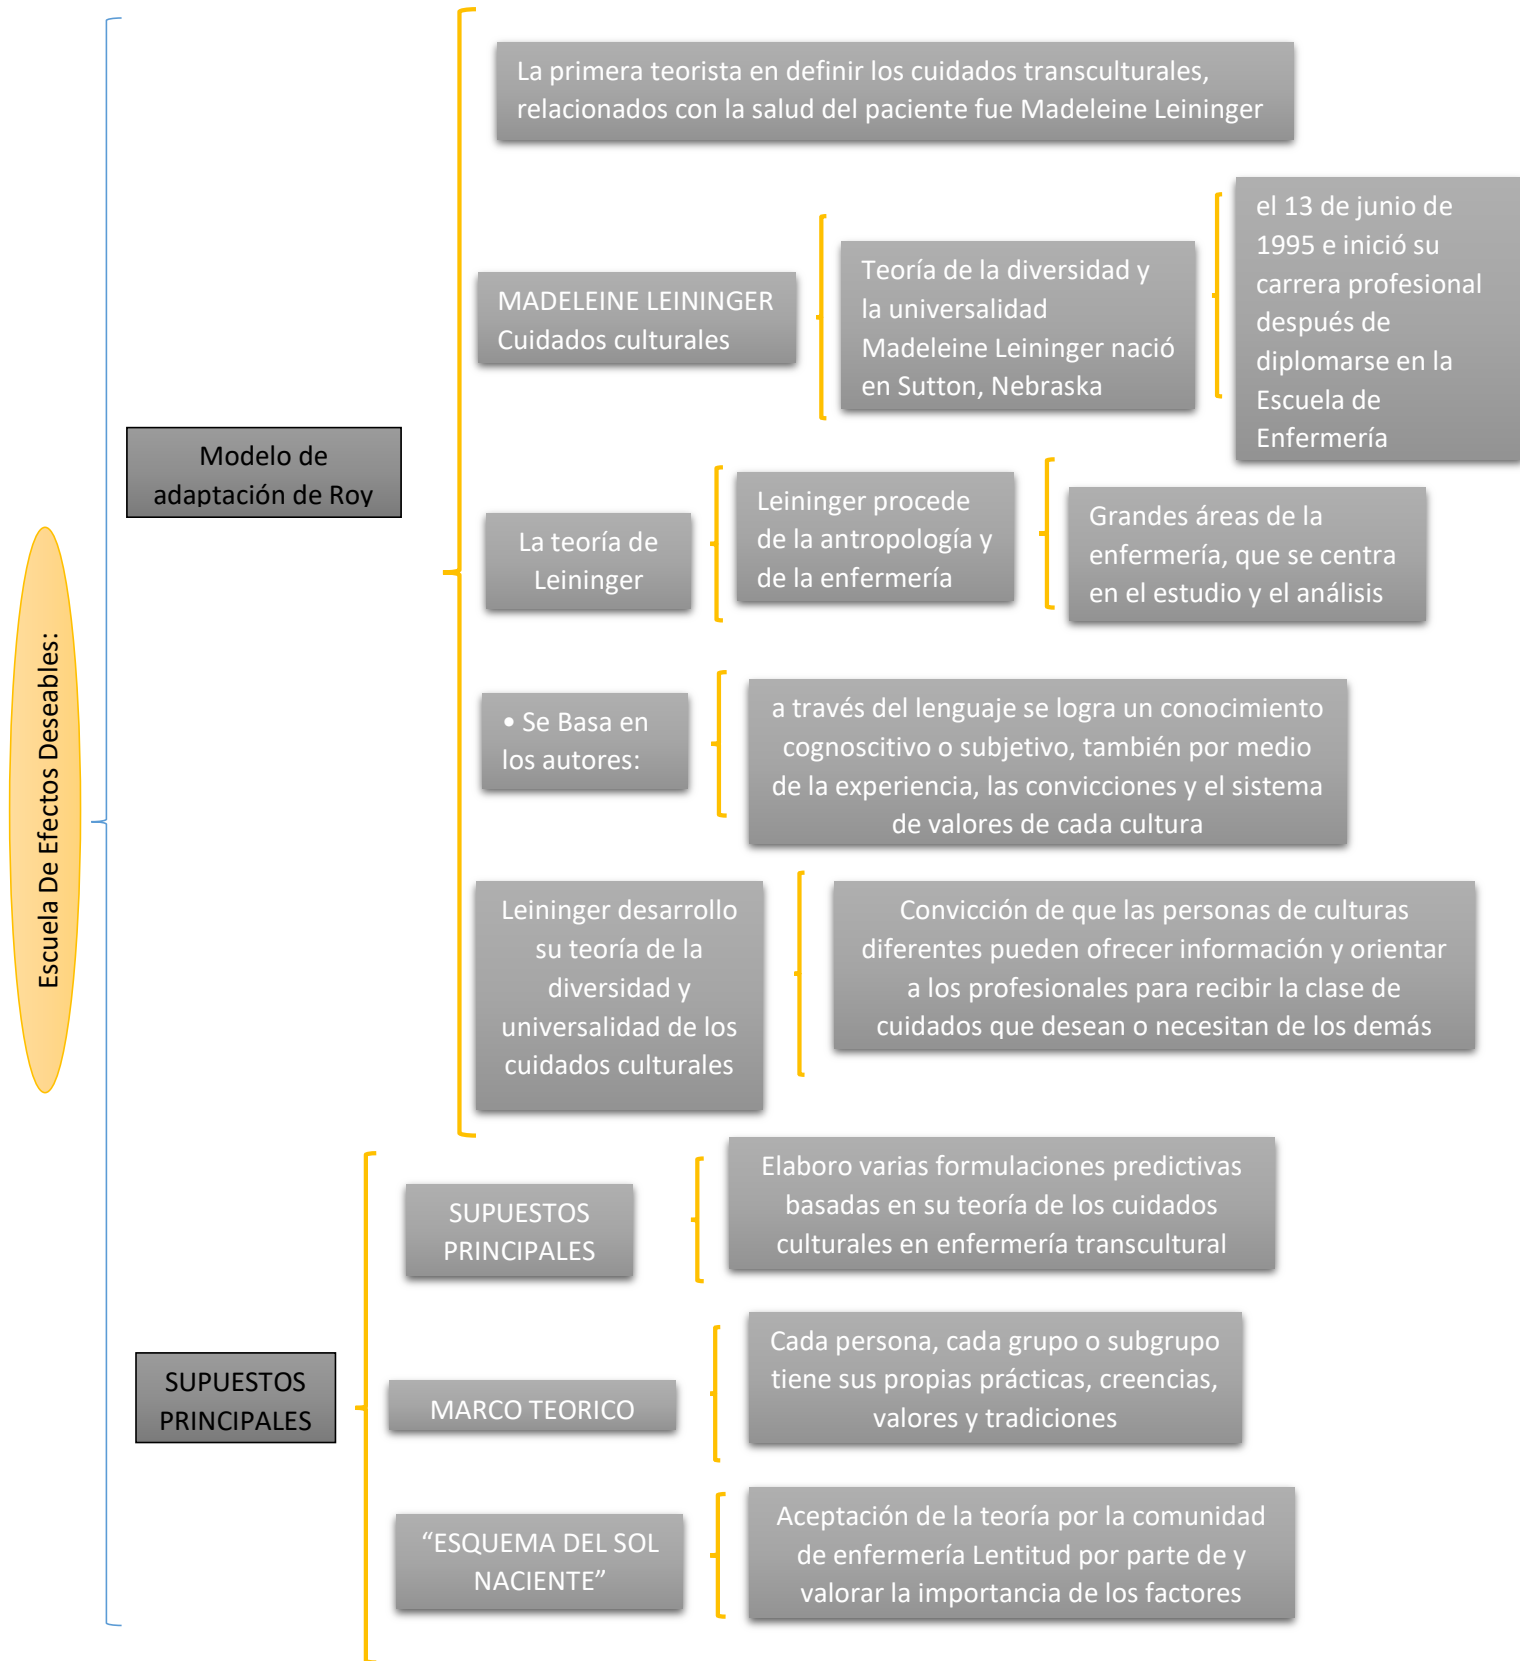 Escuela De Efectos Deseables:
Modelo de
adaptación de Roy
La primera teorista en definir los cuidados transculturales,
relacionados con la salud del paciente fue Madeleine Leininger
MADELEINE LEININGER
Cuidados culturales
Teoría de la diversidad y
la universalidad
Madeleine Leininger nació
en Sutton, Nebraska
el 13 de junio de
1995 e inició su
carrera profesional
después de
diplomarse en la
Escuela de
Enfermería
La teoría de
Leininger
Leininger procede
de la antropología y
de la enfermería
Grandes áreas de la
enfermería, que se centra
en el estudio y el análisis
• Se Basa en
los autores:
a través del lenguaje se logra un conocimiento
cognoscitivo o subjetivo, también por medio
de la experiencia, las convicciones y el sistema
de valores de cada cultura
Leininger desarrollo
su teoría de la
diversidad y
universalidad de los
cuidados culturales
Convicción de que las personas de culturas
diferentes pueden ofrecer información y orientar
a los profesionales para recibir la clase de
cuidados que desean o necesitan de los demás
SUPUESTOS
PRINCIPALES
SUPUESTOS
PRINCIPALES
Elaboro varias formulaciones predictivas
basadas en su teoría de los cuidados
culturales en enfermería transcultural
MARCO TEORICO
Cada persona, cada grupo o subgrupo
tiene sus propias prácticas, creencias,
valores y tradiciones
“ESQUEMA DEL SOL
NACIENTE”
Aceptación de la teoría por la comunidad
de enfermería Lentitud por parte de y
valorar la importancia de los factores